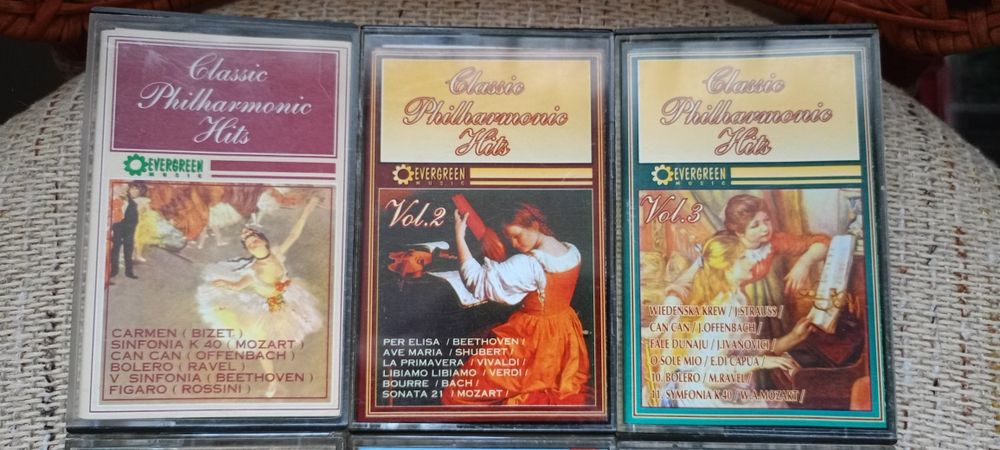 Classic
Philharmonic
Hits
EVERGREEN
MUSIC
CARMEN ( BIZET )
SINFONIA K 40 ( MOZART )
CAN CAN ( OFFENBACH )
BOLERO ( RAVEL
V SINFONIA ( BEETHOVEN )
FIGARO ( ROSSINI )
Classic
Philharmonic
Hits
EVERGREEN
MUSIC
Vol.2
PER ELISA / BEETHOVEN /
AVE MARIA / SHUBERT /
LA PRIMAVERA / VIVALDI /
LIBIAMO LIBIAMO / VERDI /
BOURRE / BACH /
SONATA 21 / MOZART /
Classic
Philharmonic
Hits
EVERGREEN
MUSIC
Vol.3
WIEDEŃSKA KREW / J.STRAUSS /
CAN CAN / J.OFFENBACH /
FALE DUNAJU / J.IVANOVICI /
O SOLE MIO / E.DI CAPUA /
10. BOLERO / M.RAVEL /
11. SYMFONIA K.40 / W.A.MOZART /